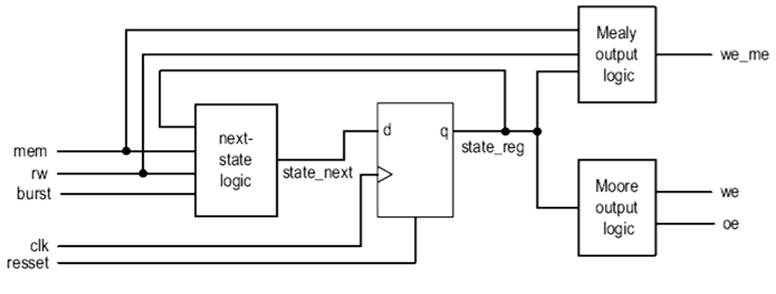 Mealy
output
logic
we_me
next-
state
logic
d
q
state_reg
state_next
mem
rw
burst
Moore
output
logic
we
oe
clk
resset